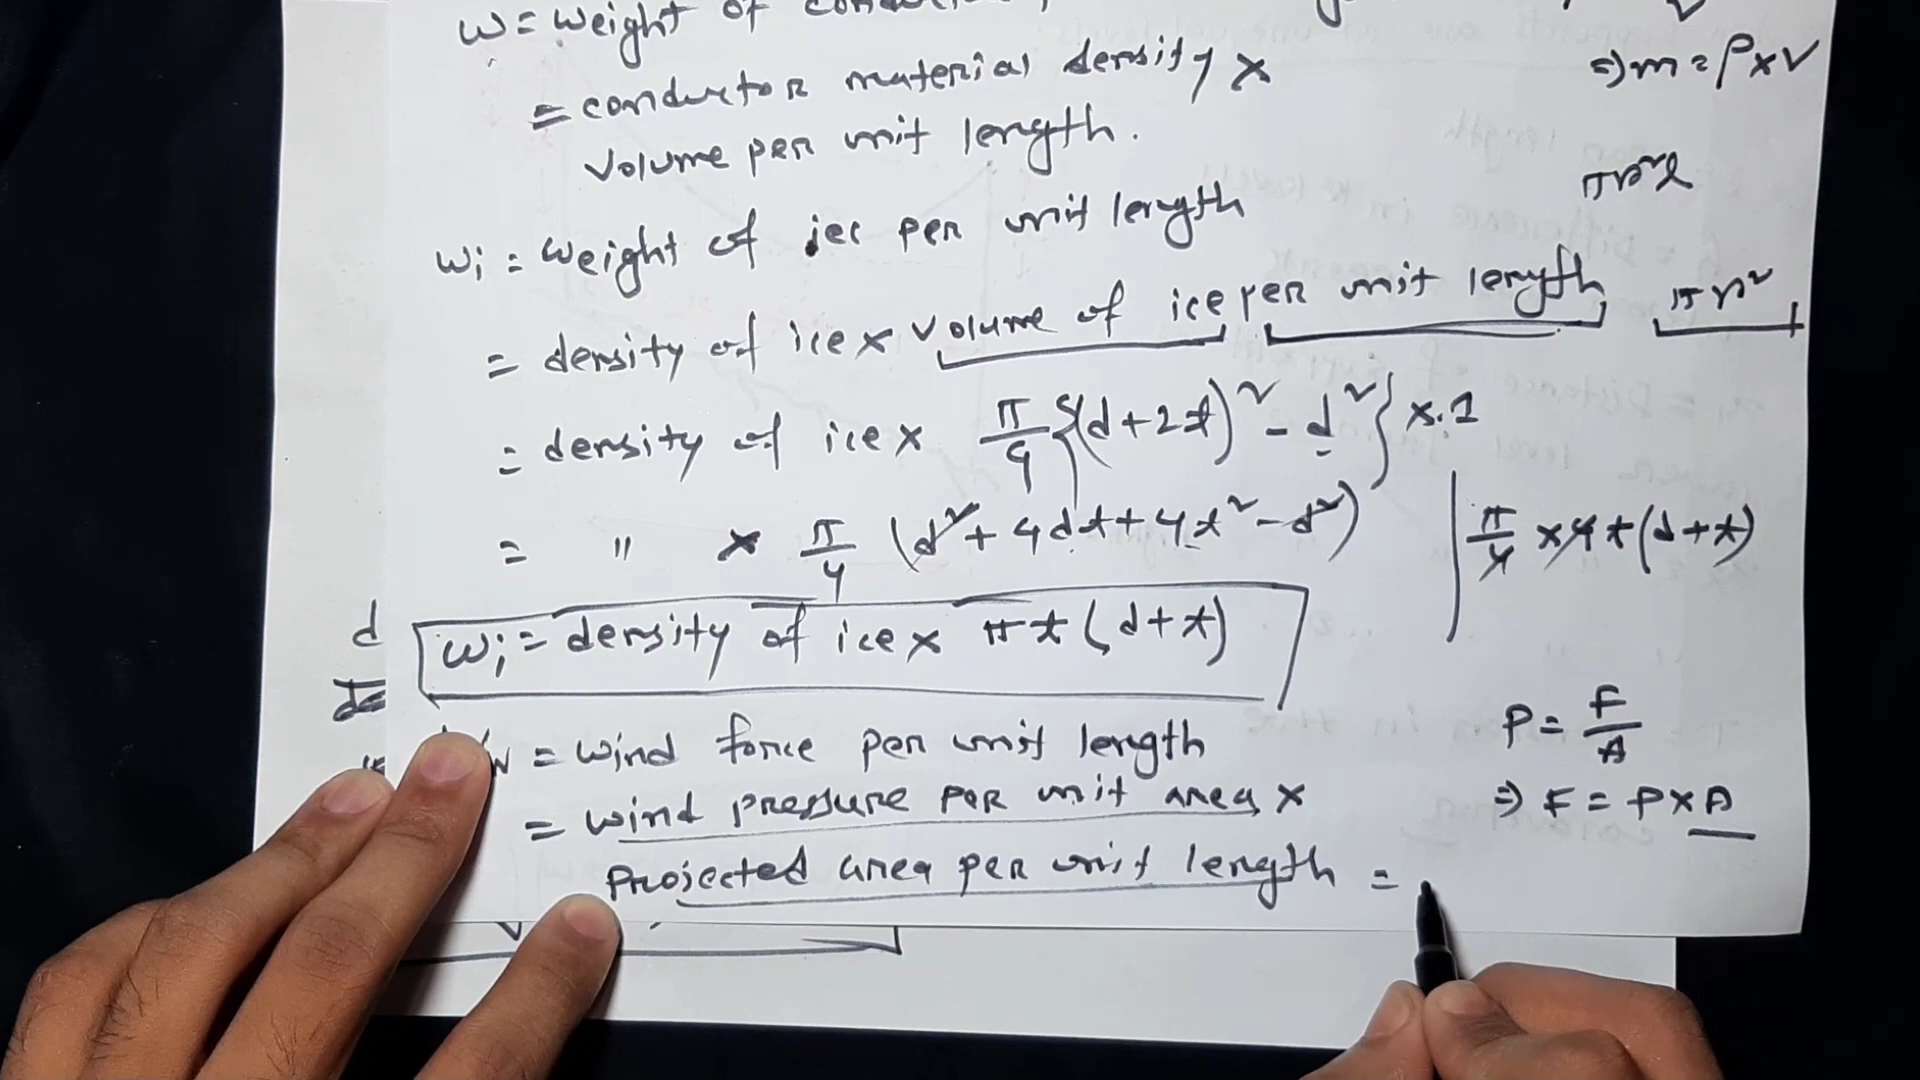 w = weight of
= conductor material density x
volume per unit length.
⇒ m = ρ x V
πr²l
wi = weight of ice per unit length
= density of ice x volume of ice per unit length
πr²
= density of ice x π/4 {(d+2t)² - d²} x 1
= " x π/4 (d² + 4dt + 4t² - d²)
π/4 x 4t (d+t)
wi = density of ice x πt (d+t)
d
= wind force per unit length
= wind pressure per unit area x
Projected area per unit length =
P = F/A
⇒ F = P x A